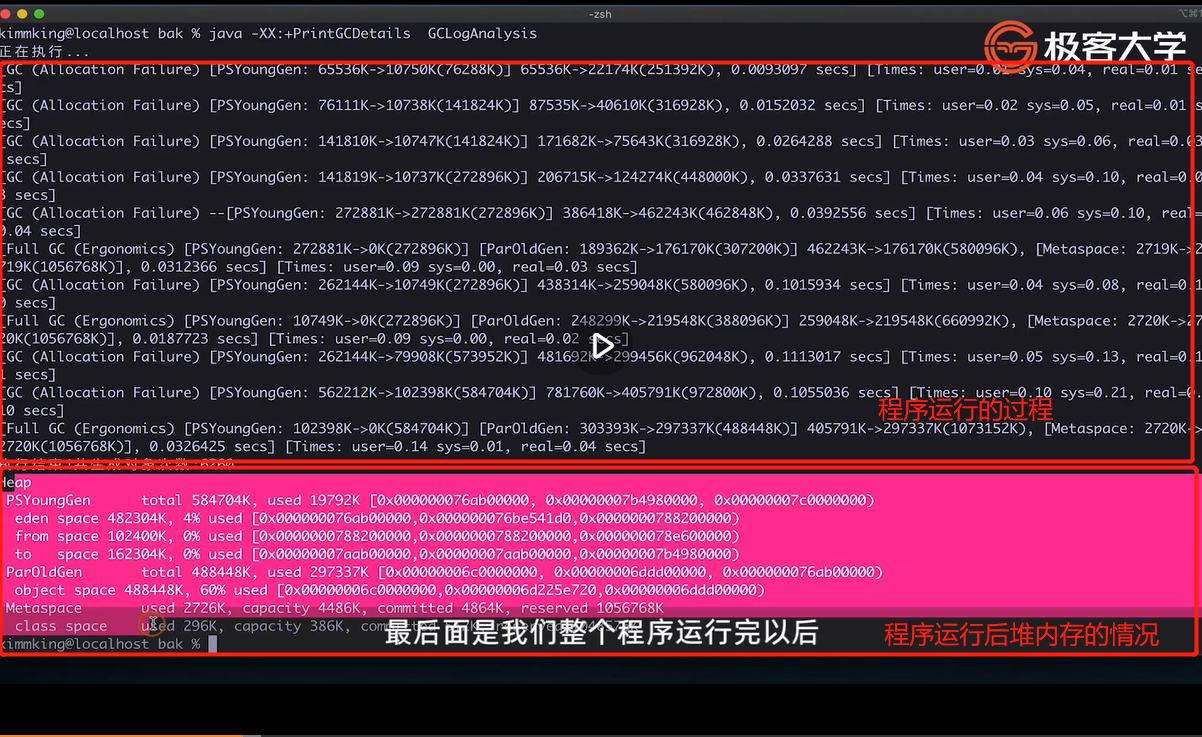 -zsh
kimmking@localhost bak % java -XX:+PrintGCDetails  GCLogAnalysis
极客大学
正在执行...
[GC (Allocation Failure) [PSYoungGen: 65536K->10750K(76288K)] 65536K->22174K(251392K), 0.0093097 secs] [Times: user=0.01 sys=0.04, real=0.01 se
cs]
[GC (Allocation Failure) [PSYoungGen: 76111K->10738K(141824K)] 87535K->40610K(316928K), 0.0152032 secs] [Times: user=0.02 sys=0.05, real=0.01 s
ecs]
[GC (Allocation Failure) [PSYoungGen: 141810K->10747K(141824K)] 171682K->75643K(316928K), 0.0264288 secs] [Times: user=0.03 sys=0.06, real=0.03
 secs]
[GC (Allocation Failure) [PSYoungGen: 141819K->10737K(272896K)] 206715K->124274K(448000K), 0.0337631 secs] [Times: user=0.04 sys=0.10, real=0.0
3 secs]
[GC (Allocation Failure) --[PSYoungGen: 272881K->272881K(272896K)] 386418K->462243K(462848K), 0.0392556 secs] [Times: user=0.06 sys=0.10, real=
0.04 secs]
[Full GC (Ergonomics) [PSYoungGen: 272881K->0K(272896K)] [ParOldGen: 189362K->176170K(307200K)] 462243K->176170K(580096K), [Metaspace: 2719K->2
719K(1056768K)], 0.0312366 secs] [Times: user=0.09 sys=0.00, real=0.03 secs]
[GC (Allocation Failure) [PSYoungGen: 262144K->10749K(272896K)] 438314K->259048K(580096K), 0.1015934 secs] [Times: user=0.04 sys=0.08, real=0.1
0 secs]
[Full GC (Ergonomics) [PSYoungGen: 10749K->0K(272896K)] [ParOldGen: 248299K->219548K(388096K)] 259048K->219548K(660992K), [Metaspace: 2720K->27
20K(1056768K)], 0.0187723 secs] [Times: user=0.09 sys=0.00, real=0.02 secs]
[GC (Allocation Failure) [PSYoungGen: 262144K->79908K(573952K)] 481692K->299456K(962048K), 0.1113017 secs] [Times: user=0.05 sys=0.13, real=0.1
1 secs]
[GC (Allocation Failure) [PSYoungGen: 562212K->102398K(584704K)] 781760K->405791K(972800K), 0.1055036 secs] [Times: user=0.10 sys=0.21, real=0.
10 secs]
程序运行的过程
[Full GC (Ergonomics) [PSYoungGen: 102398K->0K(584704K)] [ParOldGen: 303393K->297337K(488448K)] 405791K->297337K(1073152K), [Metaspace: 2720K->
2720K(1056768K)], 0.0326425 secs] [Times: user=0.14 sys=0.01, real=0.04 secs]
Heap
 PSYoungGen      total 584704K, used 19792K [0x000000076ab00000, 0x00000007b4980000, 0x00000007c0000000)
  eden space 482304K, 4% used [0x000000076ab00000,0x000000076be541d0,0x0000000788200000)
  from space 102400K, 0% used [0x0000000788200000,0x0000000788200000,0x000000078e600000)
  to   space 162304K, 0% used [0x00000007aab00000,0x00000007aab00000,0x00000007b4980000)
 ParOldGen       total 488448K, used 297337K [0x00000006c0000000, 0x00000006ddd00000, 0x000000076ab00000)
  object space 488448K, 60% used [0x00000006c0000000,0x00000006d225e720,0x00000006ddd00000)
 Metaspace       used 2726K, capacity 4486K, committed 4864K, reserved 1056768K
  class space    used 296K, capacity 386K,
最后面是我们整个程序运行完以后
程序运行后堆内存的情况
kimmking@localhost bak %